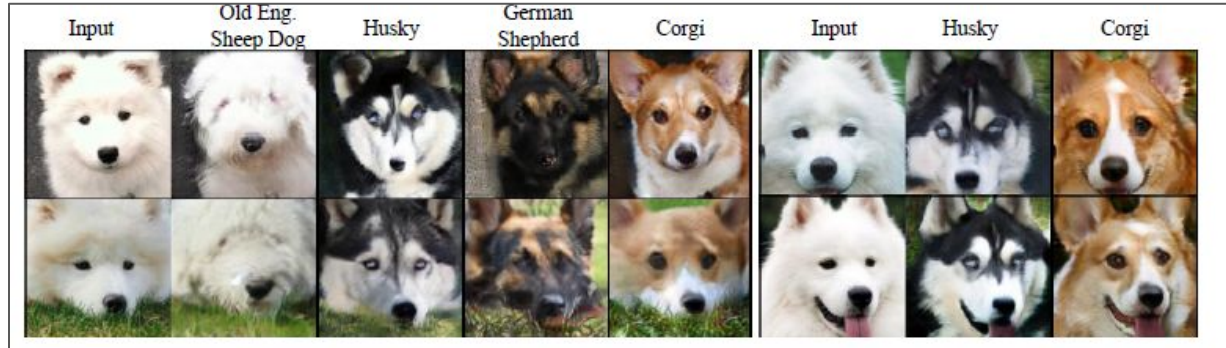 Input
Old Eng.
Sheep Dog
Husky
German
Shepherd
Corgi
Input
Husky
Corgi